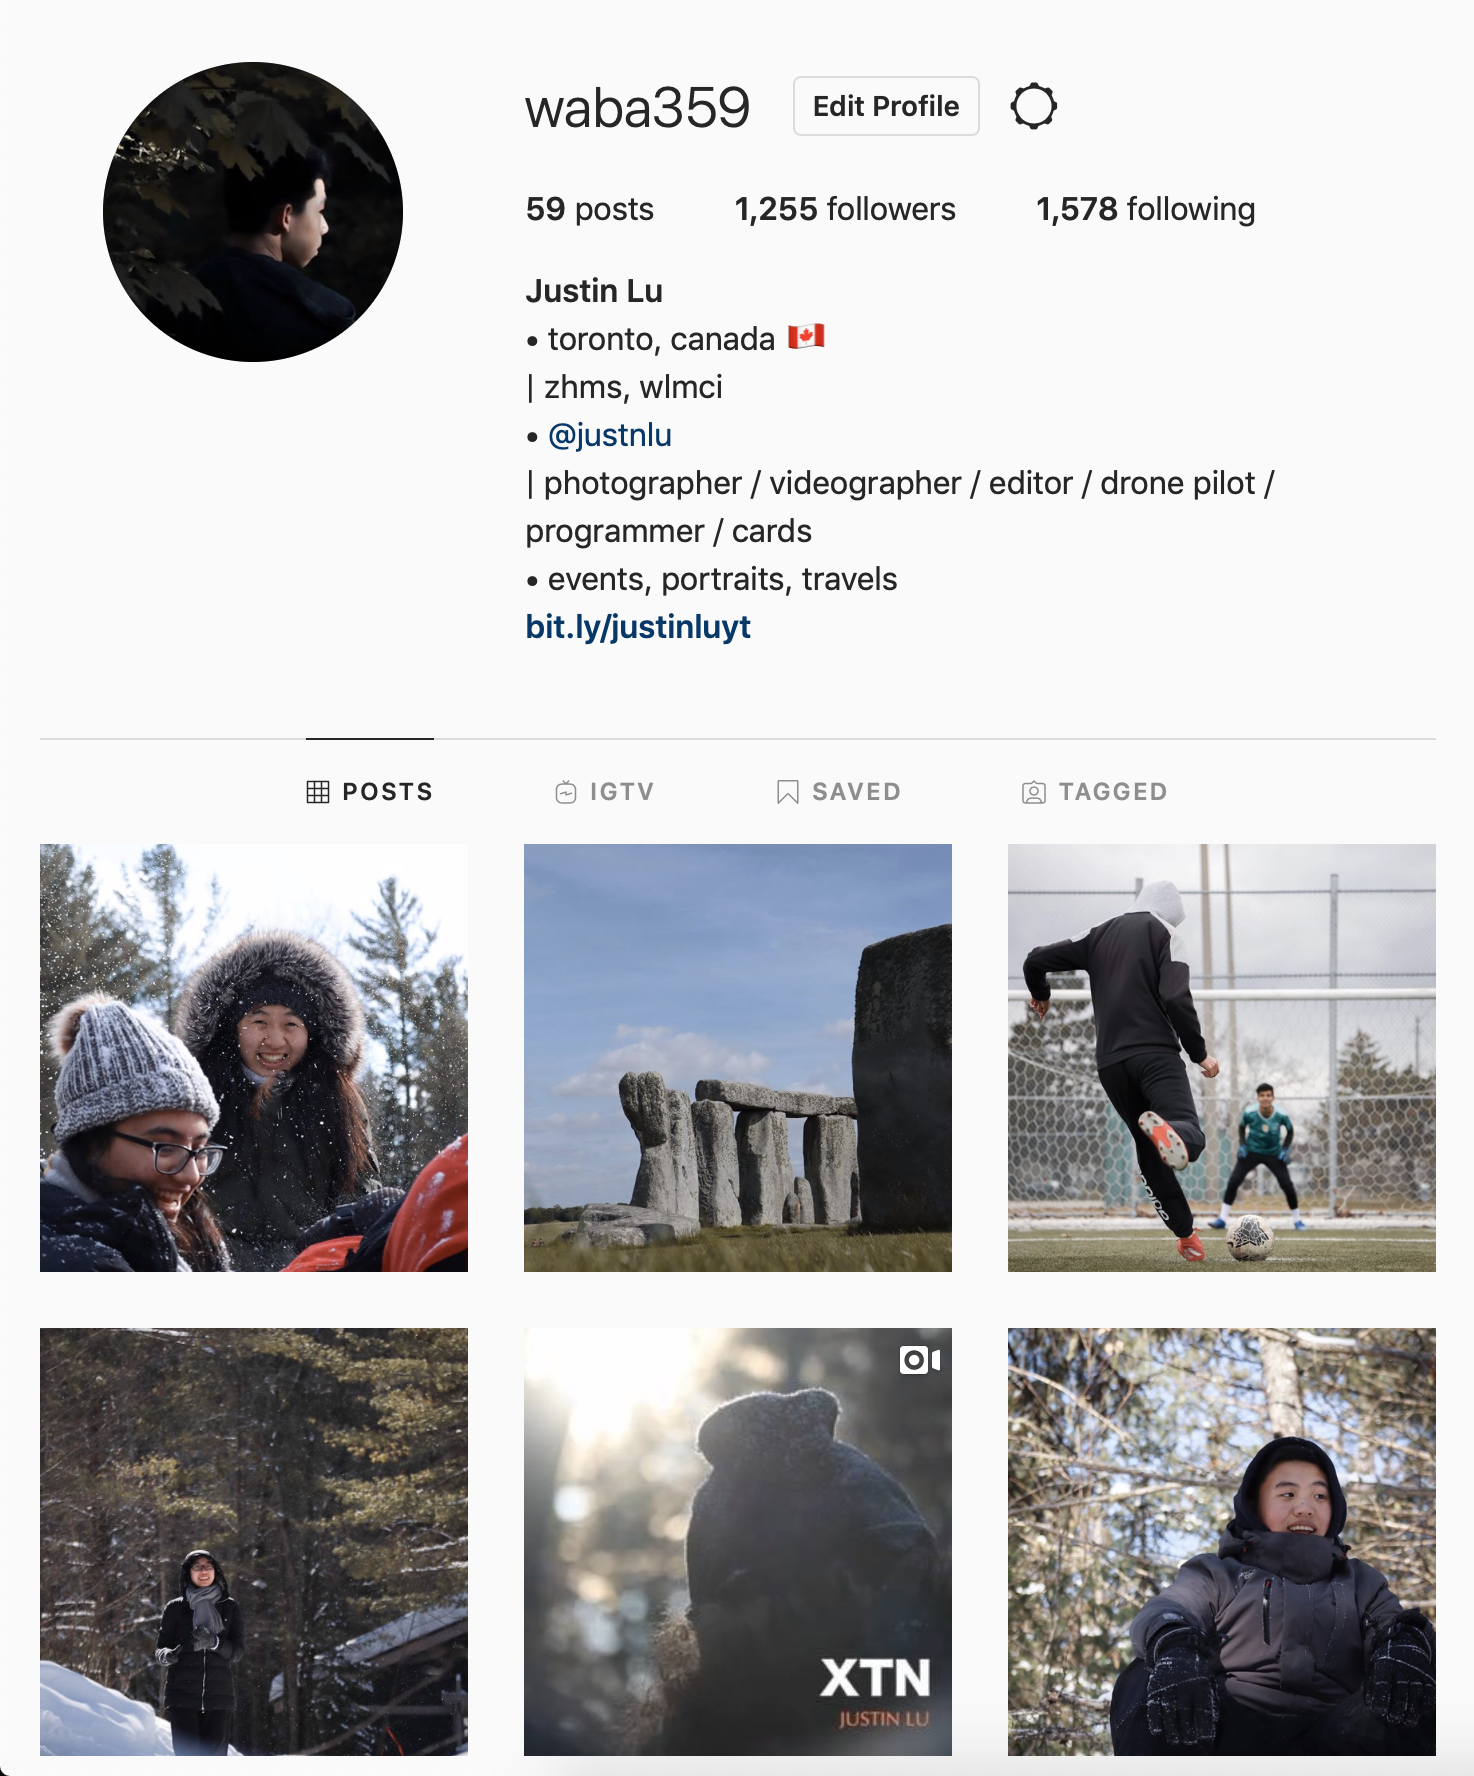 waba359 Edit Profile
59 posts 1,255 followers 1,578 following
Justin Lu
• toronto, canada 🇨🇦
| zhms, wlmci
• @justnlu
| photographer / videographer / editor / drone pilot /
programmer / cards
• events, portraits, travels
bit.ly/justinluyt
POSTS IGTV SAVED TAGGED
adidas
XTN
JUSTIN LU